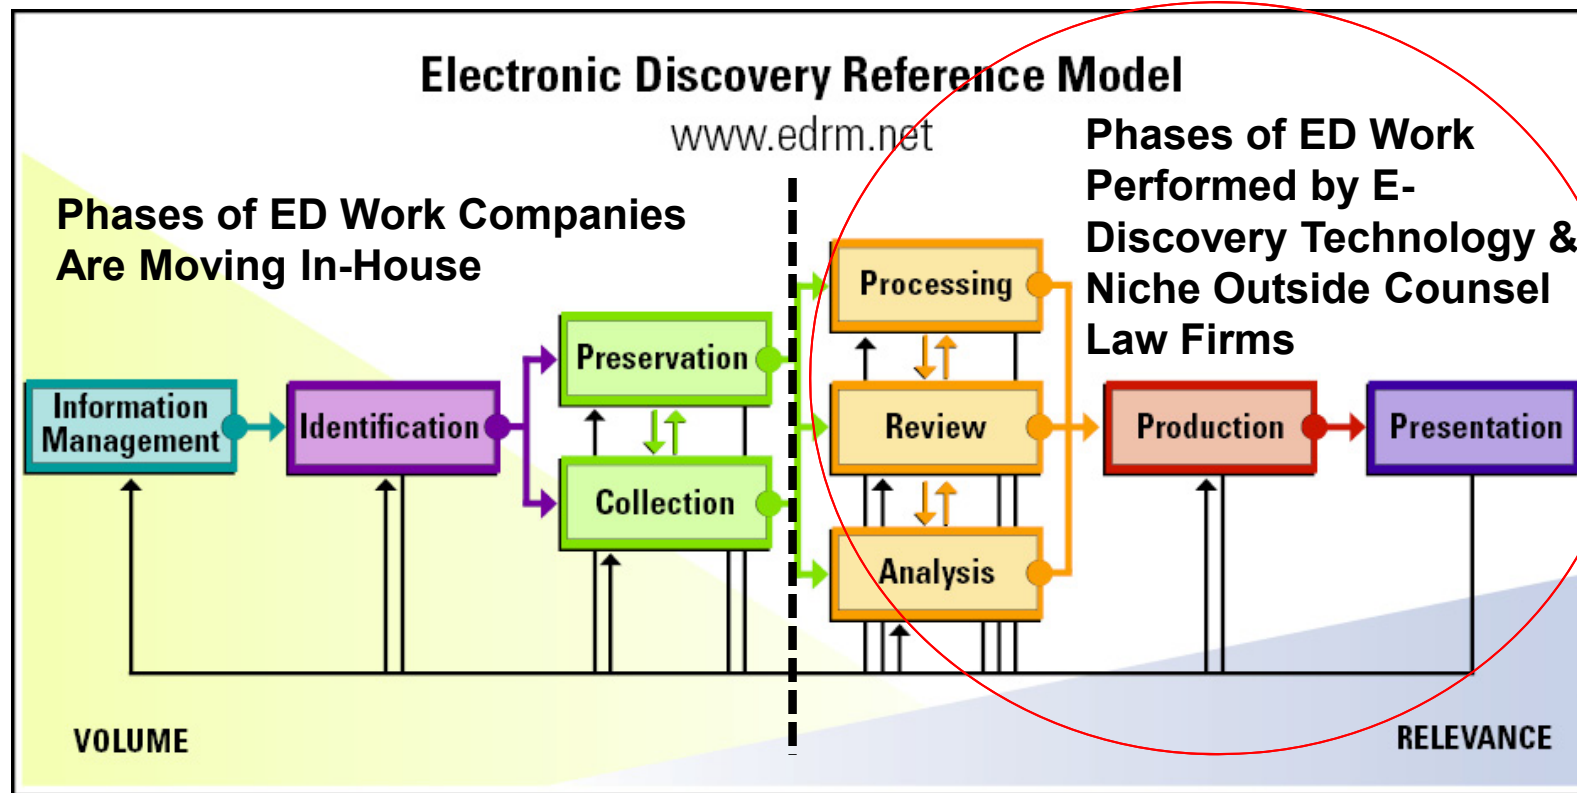 Electronic Discovery Reference Model
www.edrm.net
Phases of ED Work Companies
Are Moving In-House
Phases of ED Work
Performed by E-
Discovery Technology &
Niche Outside Counsel
Law Firms
Information
Management
Identification
Preservation
Collection
Processing
Review
Analysis
Production
Presentation
VOLUME
RELEVANCE